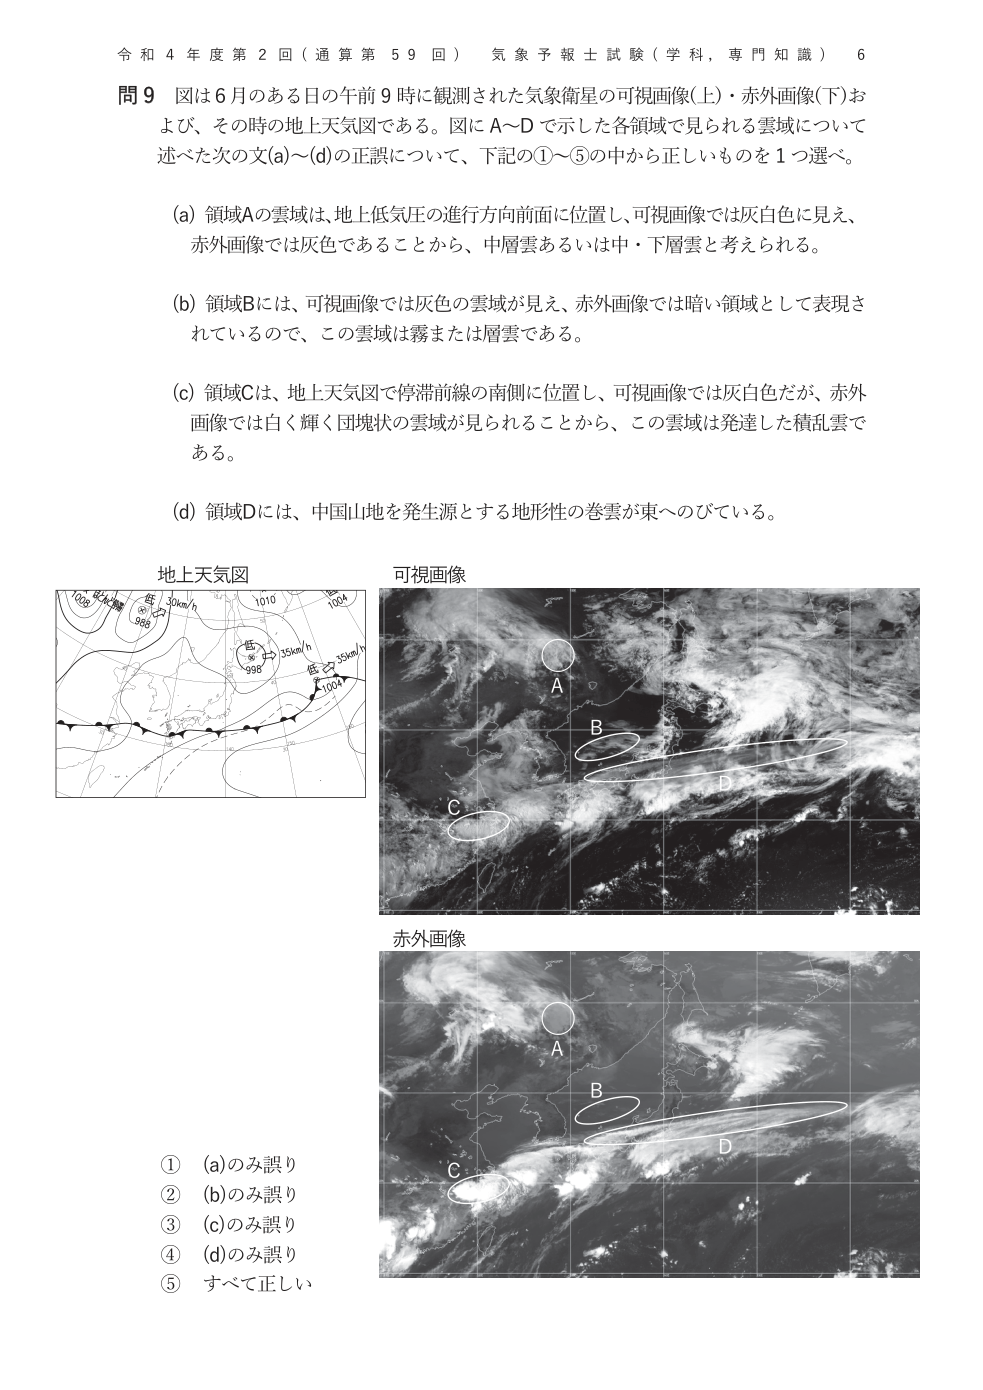 令和4年度第2回(通算第59回) 気象予報士試験(学科,専門知識) 6
問9 図は6月のある日の午前9時に観測された気象衛星の可視画像(上)・赤外画像(下)お
よび、その時の地上天気図である。図にA〜Dで示した各領域で見られる雲域について
述べた次の文(a)〜(d)の正誤について、下記の①〜⑤の中から正しいものを1つ選べ。
(a) 領域Aの雲域は、地上低気圧の進行方向前面に位置し、可視画像では灰白色に見え、
赤外画像では灰色であることから、中層雲あるいは中・下層雲と考えられる。
(b) 領域Bには、可視画像では灰色の雲域が見え、赤外画像では暗い領域として表現さ
れているので、この雲域は霧または層雲である。
(c) 領域Cは、地上天気図で停滞前線の南側に位置し、可視画像では灰白色だが、赤外
画像では白く輝く団塊状の雲域が見られることから、この雲域は発達した積乱雲で
ある。
(d) 領域Dには、中国山地を発生源とする地形性の巻雲が東へのびている。
地上天気図
可視画像
1008
ほとんど停滞
低
988
30km/h
1010
1004
低
998
35km/h
低
1004
35km/h
A
B
C
D
赤外画像
A
B
C
D
① (a)のみ誤り
② (b)のみ誤り
③ (c)のみ誤り
④ (d)のみ誤り
⑤ すべて正しい